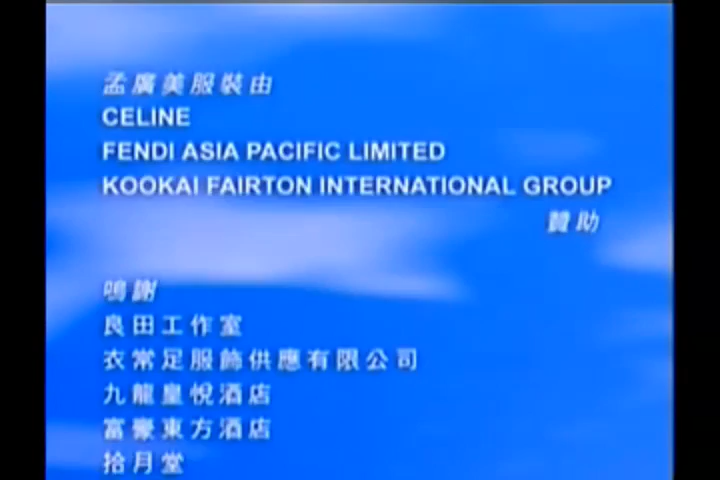 孟廣美服裝由
CELINE
FENDI ASIA PACIFIC LIMITED
KOOKAI FAIRTON INTERNATIONAL GROUP
贊助
鳴謝
良田工作室
衣常足服飾供應有限公司
九龍皇悅酒店
富豪東方酒店
拾月堂